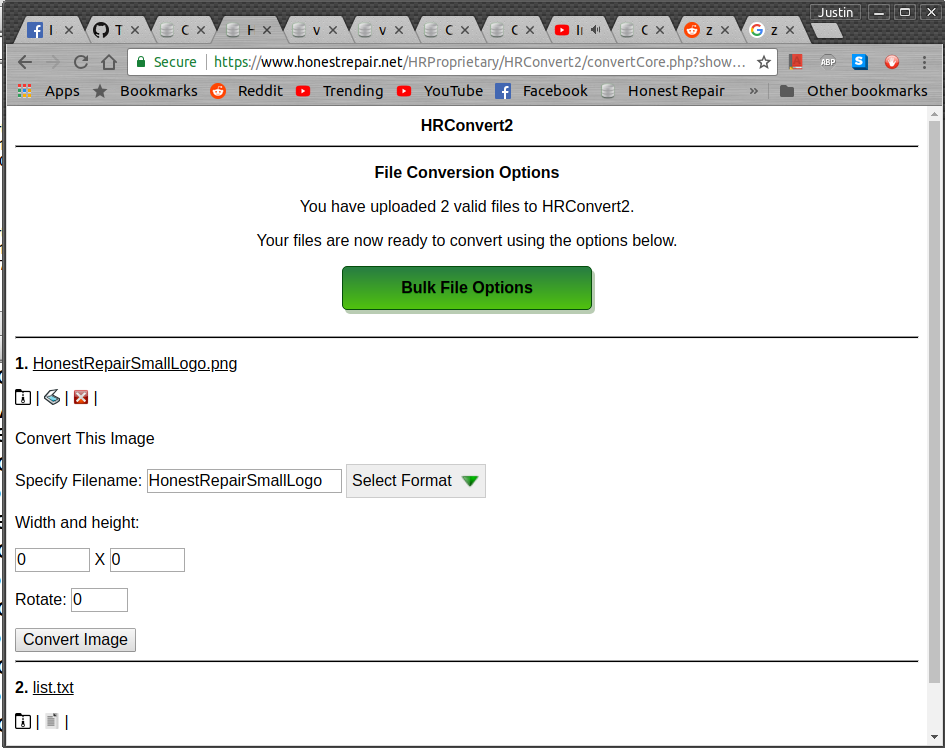 Justin
I
T
C
H
v
v
C
C
Iı
C
z
z
Secure
https://www.honestrepair.net/HRProprietary/HRConvert2/convertCore.php?show...
ABP
S
Apps
Bookmarks
Reddit
Trending
YouTube
Facebook
Honest Repair
»
Other bookmarks
HRConvert2
File Conversion Options
You have uploaded 2 valid files to HRConvert2.
Your files are now ready to convert using the options below.
Bulk File Options
1. HonestRepairSmallLogo.png
| | |
Convert This Image
Specify Filename: HonestRepairSmallLogo Select Format
Width and height:
0 X 0
Rotate: 0
Convert Image
2. list.txt
| |